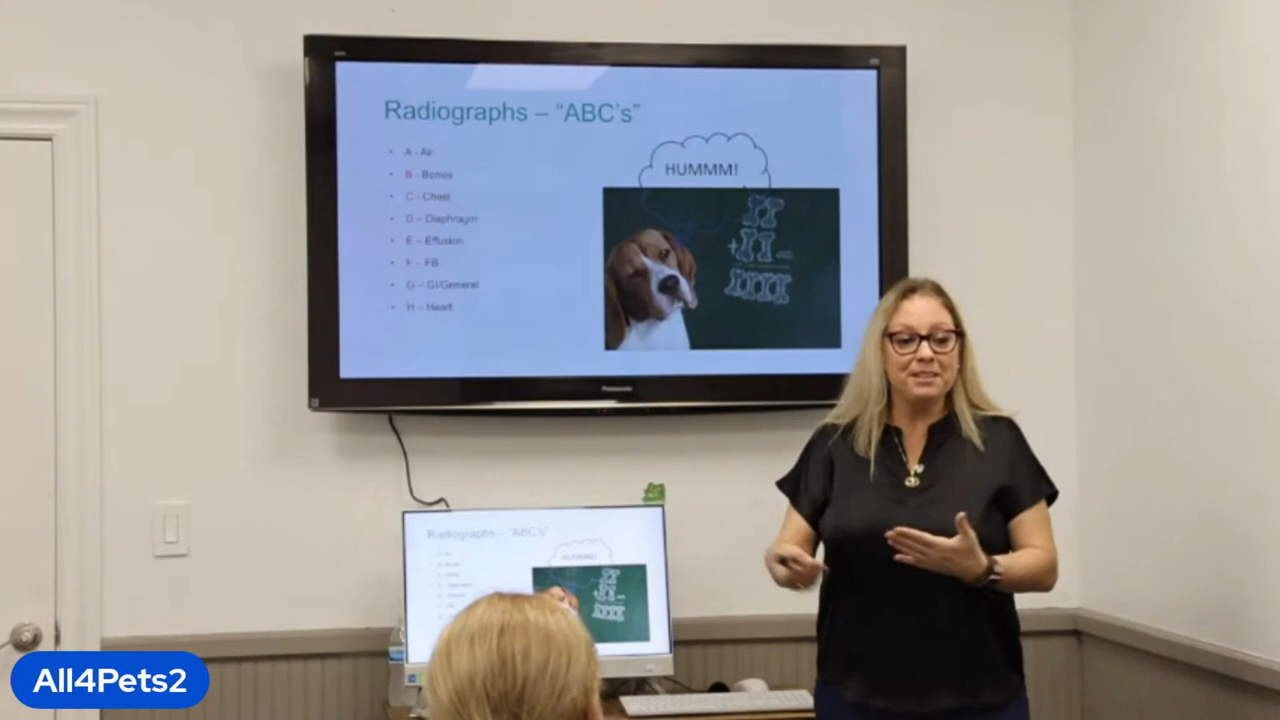 Radiographs – “ABC’s”
• A - Air
• B - Bones
• C - Chest
• D – Diaphragm
• E – Effusion
• F – FB
• G – GI/General
• H – Heart
HUMMM!
Panasonic
Radiographs – “ABC’s”
HUMMM!
All4Pets2